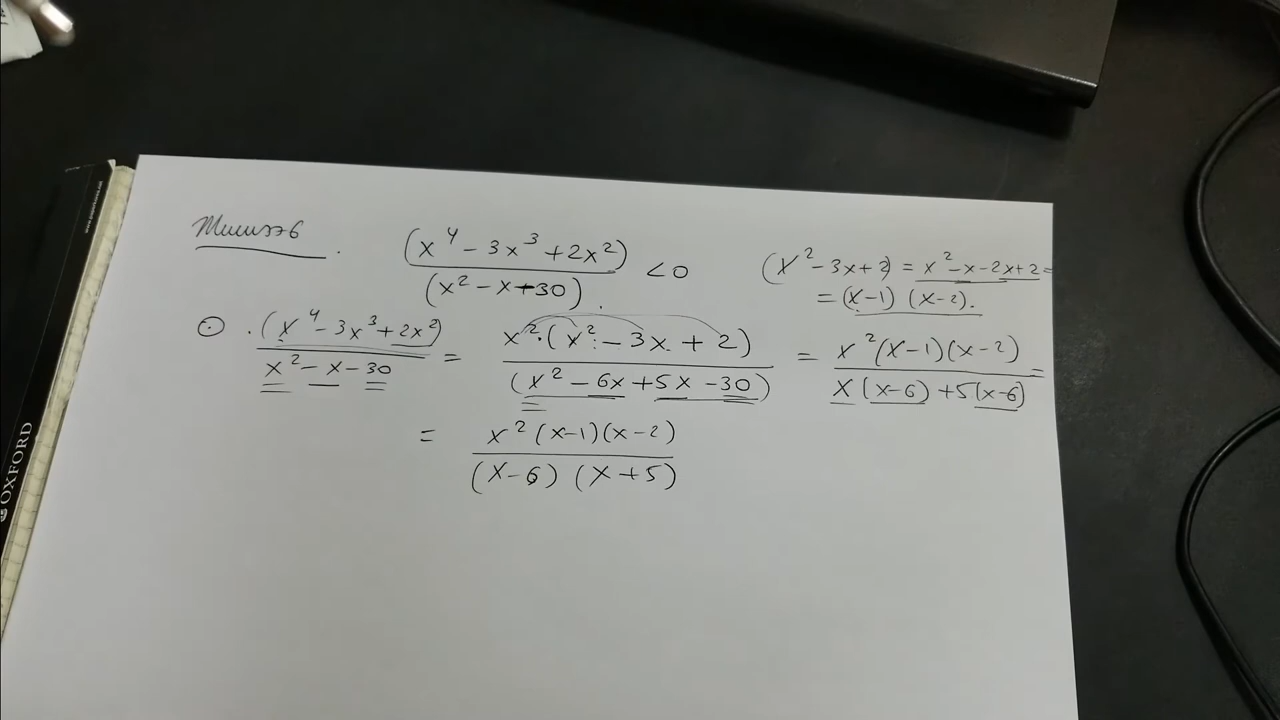 (x⁴ - 3x³ + 2x²) / (x² - x - 30) < 0
(x² - 3x + 2) = x² - x - 2x + 2 =
= (x-1) (x-2).
⊙ . (x⁴ - 3x³ + 2x²) / x² - x - 30 = x² · (x² - 3x + 2) / (x² - 6x + 5x - 30) = x² (x-1)(x-2) / x (x-6) + 5(x-6) =
= x² (x-1)(x-2) / (x-6) (x+5)
OXFORD